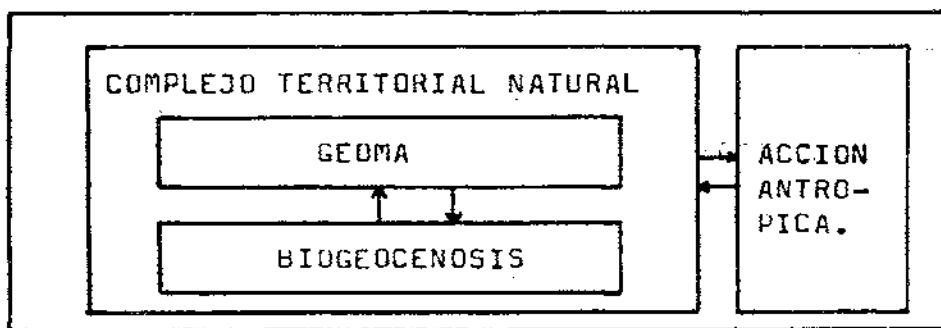 COMPLEJO TERRITORIAL NATURAL
GEOMA
BIOGEOCENOSIS
ACCION
ANTRO-
PICA.